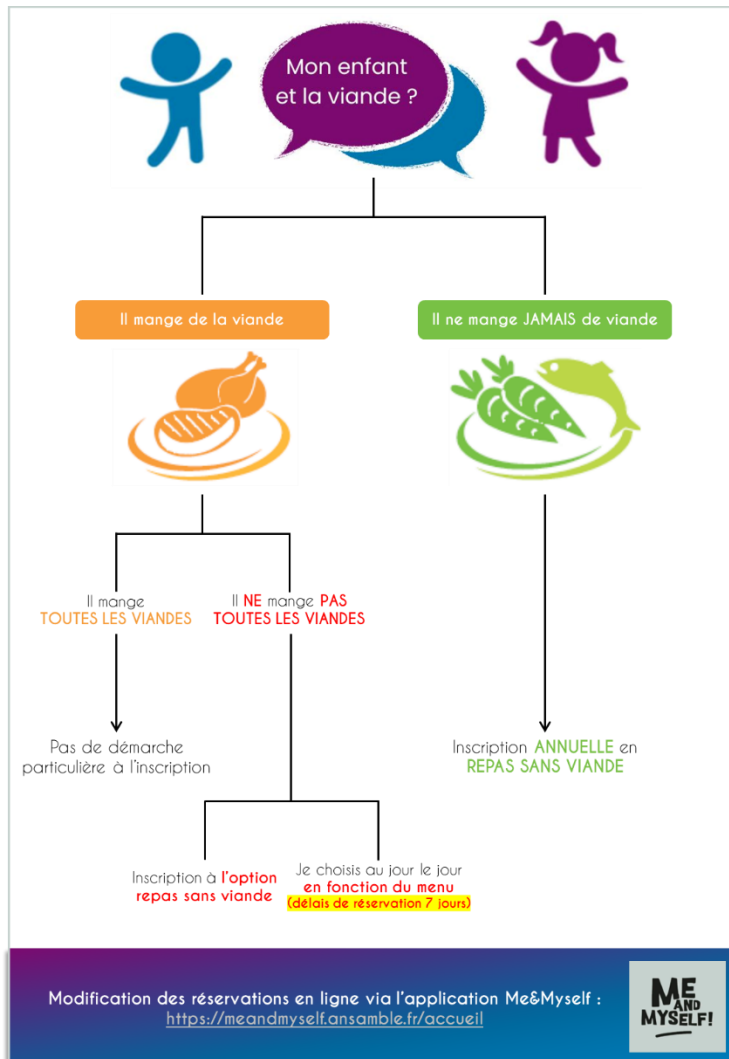 Mon enfant
et la viande ?
Il mange de la viande
Il ne mange JAMAIS de viande
Il mange
TOUTES LES VIANDES
Il NE mange PAS
TOUTES LES VIANDES
Pas de démarche
particulière à l'inscription
Inscription ANNUELLE en
REPAS SANS VIANDE
Inscription à l'option
repas sans viande
Je choisis au jour le jour
en fonction du menu
(délais de réservation 7 jours)
Modification des réservations en ligne via l'application Me&Myself :
https://meandmyself.ansamble.fr/accueil
ME
AND
MYSELF!